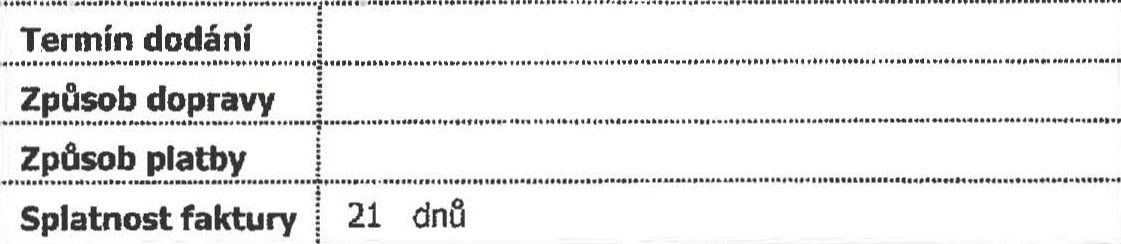 Termín dodání
Způsob dopravy
Způsob platby
Splatnost faktury 21 dnů